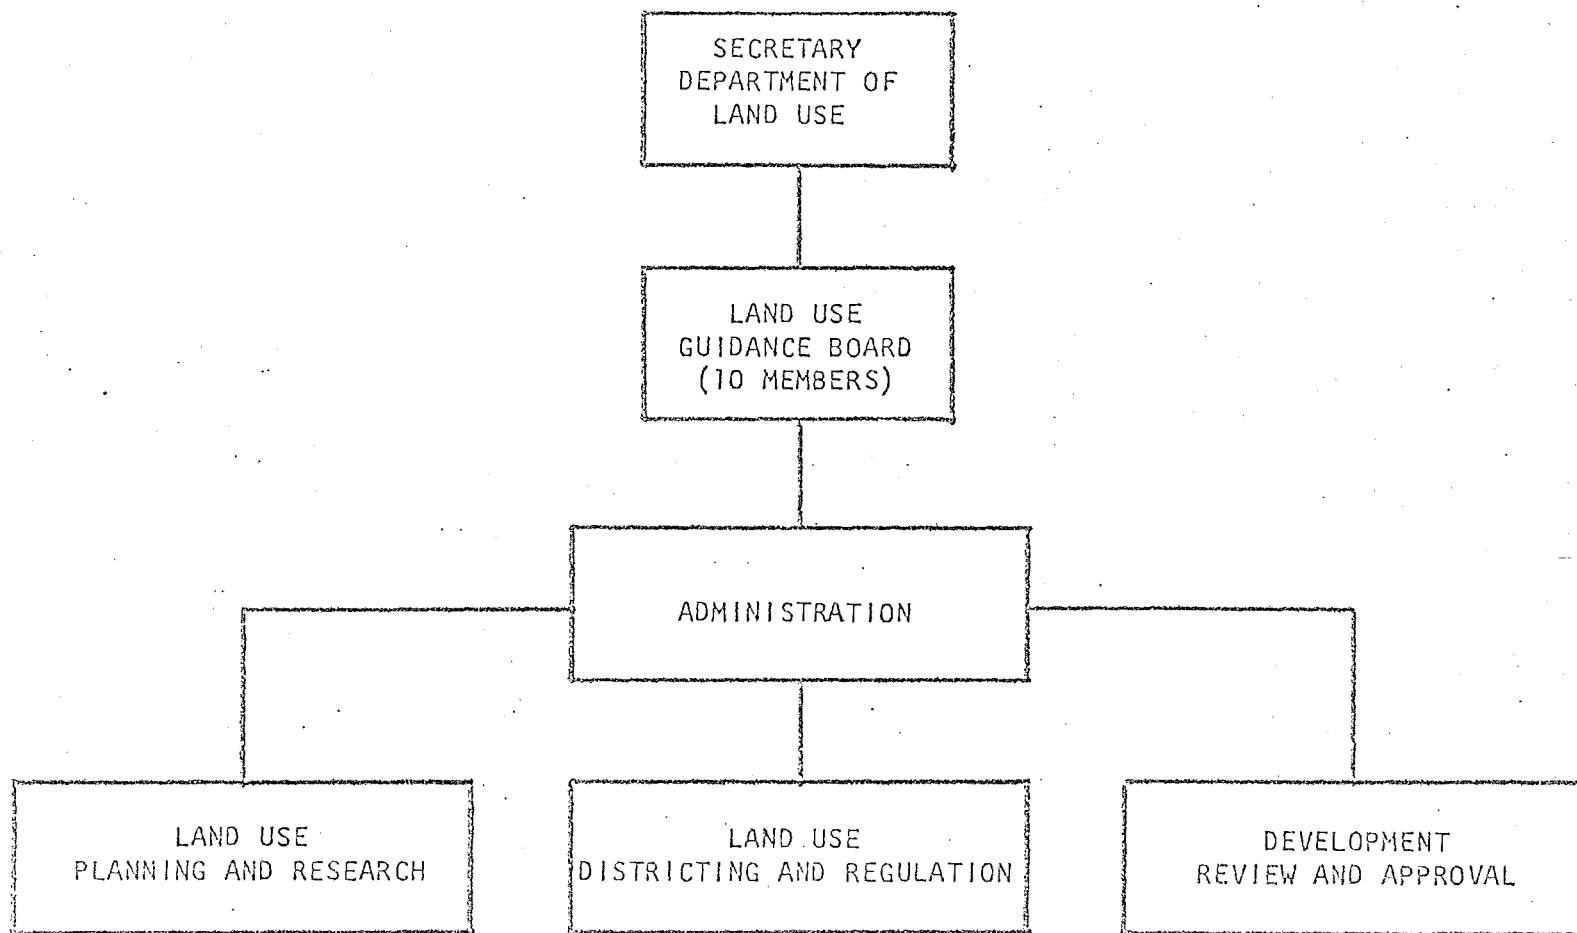 SECRETARY
DEPARTMENT OF
LAND USE
LAND USE
GUIDANCE BOARD
(10 MEMBERS)
ADMINISTRATION
LAND USE
PLANNING AND RESEARCH
LAND USE
DISTRICTING AND REGULATION
DEVELOPMENT
REVIEW AND APPROVAL